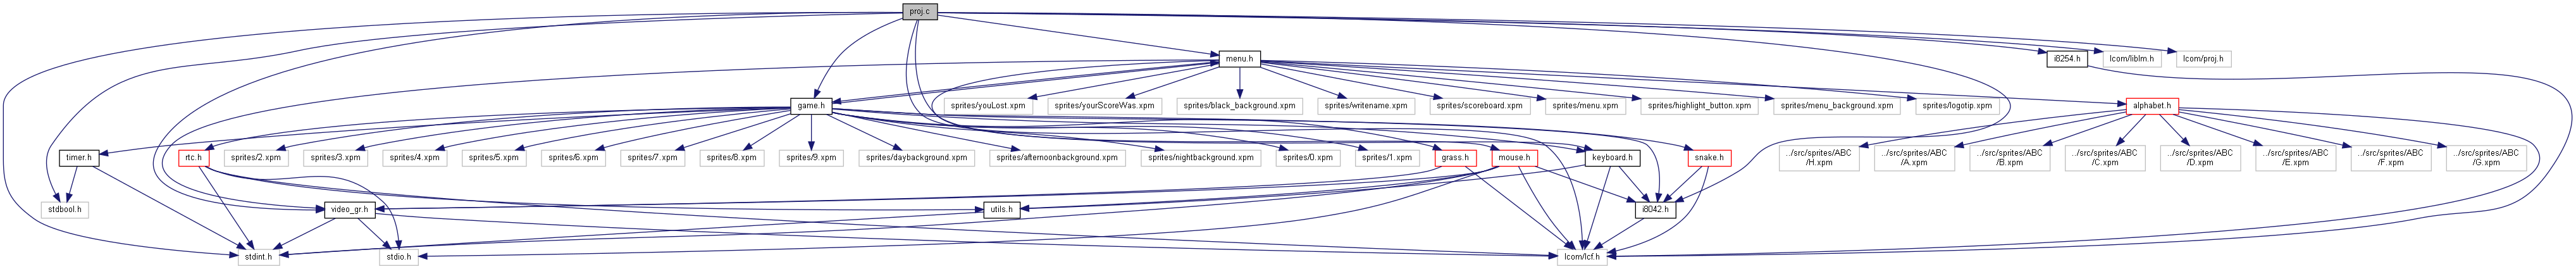 proj.c
menu.h
i8254.h
lcom/liblm.h
lcom/proj.h
game.h
sprites/youLost.xpm
sprites/yourScoreWas.xpm
sprites/black_background.xpm
sprites/writename.xpm
sprites/scoreboard.xpm
sprites/menu.xpm
sprites/highlight_button.xpm
sprites/menu_background.xpm
sprites/logotip.xpm
alphabet.h
timer.h
rtc.h
sprites/2.xpm
sprites/3.xpm
sprites/4.xpm
sprites/5.xpm
sprites/6.xpm
sprites/7.xpm
sprites/8.xpm
sprites/9.xpm
sprites/daybackground.xpm
sprites/afternoonbackground.xpm
sprites/nightbackground.xpm
sprites/0.xpm
sprites/1.xpm
grass.h
mouse.h
keyboard.h
snake.h
../src/sprites/ABC
/H.xpm
../src/sprites/ABC
/A.xpm
../src/sprites/ABC
/B.xpm
../src/sprites/ABC
/C.xpm
../src/sprites/ABC
/D.xpm
../src/sprites/ABC
/E.xpm
../src/sprites/ABC
/F.xpm
../src/sprites/ABC
/G.xpm
stdbool.h
video_gr.h
utils.h
i8042.h
stdint.h
stdio.h
lcom/lcf.h